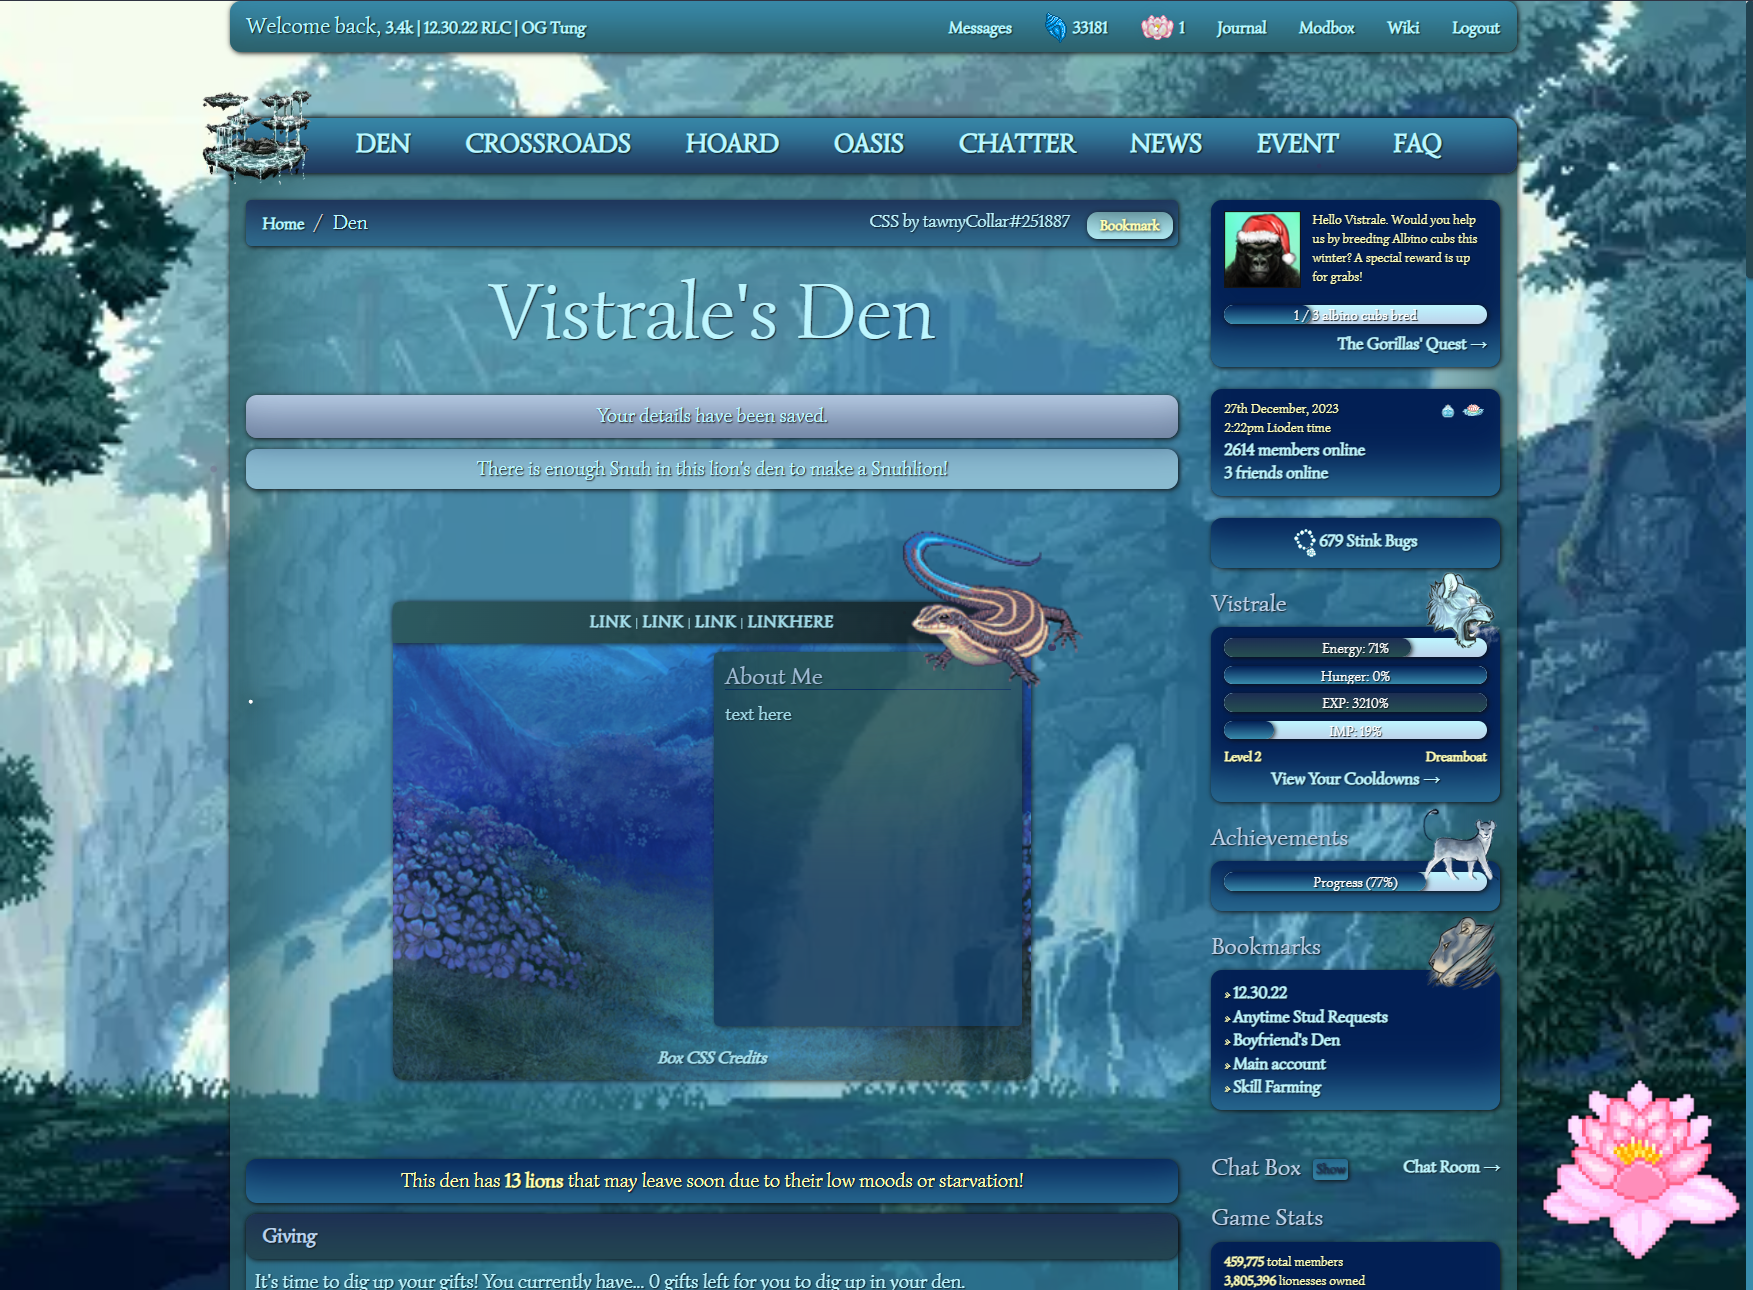 Welcome back, 3.4k | 12.30.22 RLC | OG Tung
Messages 33181 1 Journal Modbox Wiki Logout
DEN CROSSROADS HOARD OASIS CHATTER NEWS EVENT FAQ
Home / Den
CSS by tawnyCollar#251887 Bookmark
Vistrale's Den
Your details have been saved.
There is enough Snuh in this lion's den to make a Snuhlion!
LINK | LINK | LINK | LINKHERE
About Me
text here
Box CSS Credits
This den has 13 lions that may leave soon due to their low moods or starvation!
Giving
It's time to dig up your gifts! You currently have... 0 gifts left for you to dig up in your den.
Hello Vistrale. Would you help
us by breeding Albino cubs this
winter? A special reward is up
for grabs!
1 / 3 albino cubs bred
The Gorillas' Quest →
27th December, 2023
2:22pm Lioden time
2614 members online
3 friends online
679 Stink Bugs
Vistrale
Energy: 71%
Hunger: 0%
EXP: 3210%
IMP: 19%
Level 2 Dreamboat
View Your Cooldowns →
Achievements
Progress (77%)
Bookmarks
» 12.30.22
» Anytime Stud Requests
» Boyfriend's Den
» Main account
» Skill Farming
Chat Box Show Chat Room →
Game Stats
459,775 total members
3,805,396 lionesses owned